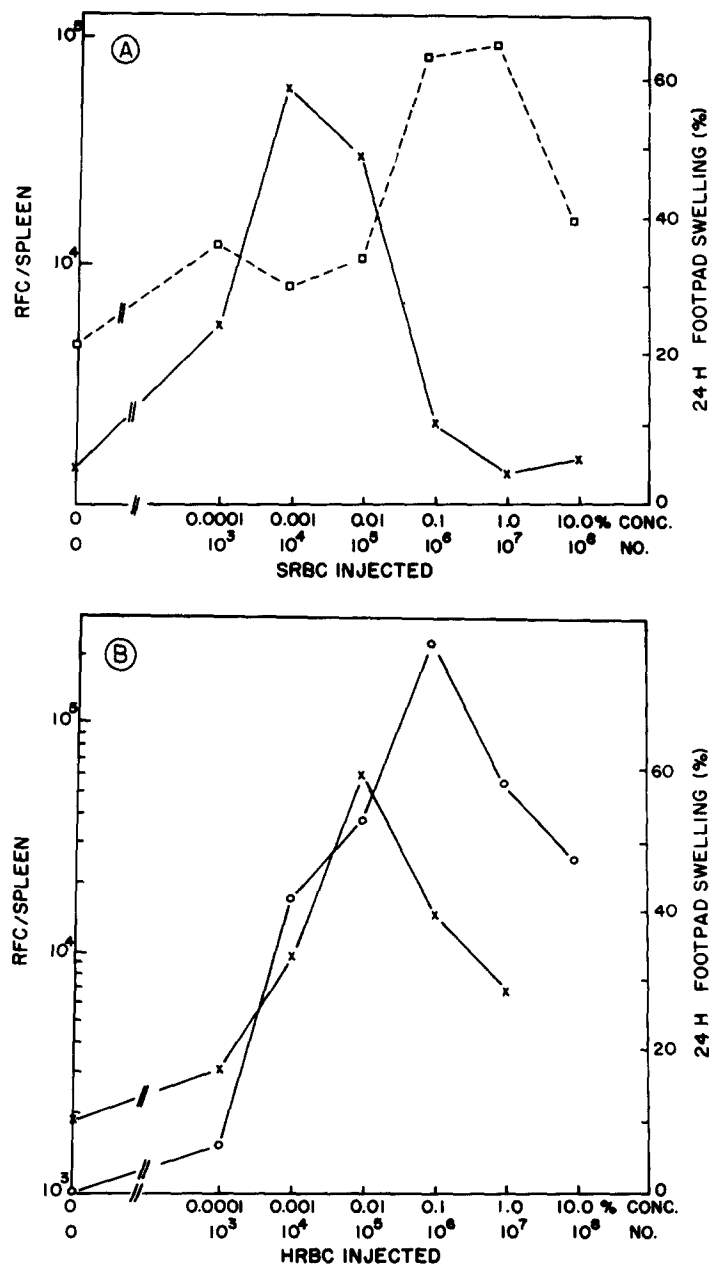 A
10⁵
10⁴
RFC/SPLEEN
60
40
20
0
24 H FOOTPAD SWELLING (%)
0 0.0001 0.001 0.01 0.1 1.0 10.0% CONC.
0 10³ 10⁴ 10⁵ 10⁶ 10⁷ 10⁸ NO.
SRBC INJECTED
B
10⁵
10⁴
10³
RFC/SPLEEN
60
40
20
0
24 H FOOTPAD SWELLING (%)
0 0.0001 0.001 0.01 0.1 1.0 10.0 % CONC.
0 10³ 10⁴ 10⁵ 10⁶ 10⁷ 10⁸ NO.
HRBC INJECTED